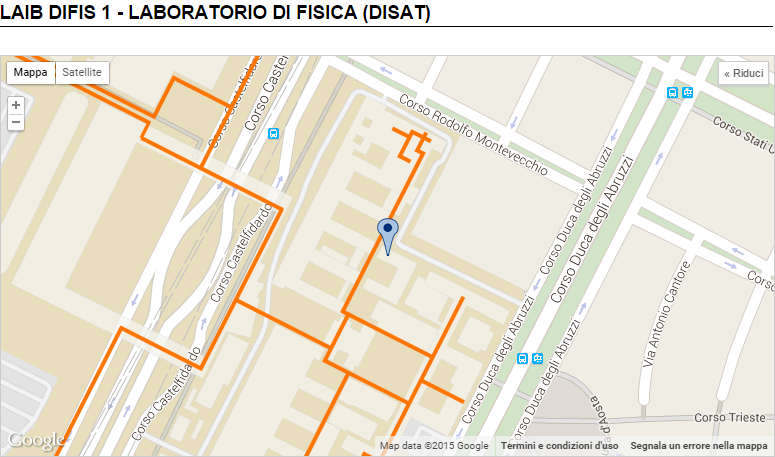 LAIB DIFIS 1 - LABORATORIO DI FISICA (DISAT)
Mappa
Satellite
« Riduci
+
−
Corso Castelfidardo
Corso Castel
Corso Rodolfo Montevecchio
Corso Stati U
Corso Duca degli Abruzzi
Corso Duca degli Abruzzi
Corso Castelfidardo
Corso
Via Antonio Cantore
Corso Castelfidardo
Corso Duca degli Abruzzi
Corso Duca degli Abruzzi
d'Aosta
Corso Trieste
Google
Map data ©2015 Google
Termini e condizioni d'uso
Segnala un errore nella mappa